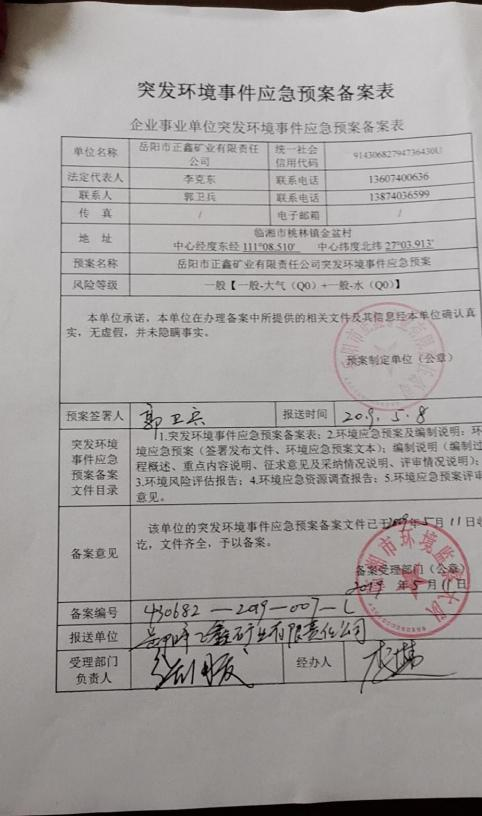 突发环境事件应急预案备案表
企业事业单位突发环境事件应急预案备案表
单位名称 岳阳市正鑫矿业有限责任公司 统一社会信用代码 91430682794736430U
法定代表人 李克东 联系电话 13607400636
联系人 郭卫兵 联系电话 13874036599
传 真 / 电子邮箱 /
地 址 临湘市桃林镇金盆村
中心经度东经 111°08.510′ 中心纬度北纬 27°03.913′
预案名称 岳阳市正鑫矿业有限责任公司突发环境事件应急预案
风险等级 一般【一般-大气（Q0）+一般-水（Q0）】
本单位承诺，本单位在办理备案中所提供的相关文件及其信息经本单位确认真
实，无虚假，并未隐瞒事实。
预案制定单位（公章）
预案签署人 郭卫兵 报送时间 2019.5.8
突发环境事件应急预案备案文件目录
1.突发环境事件应急预案备案表；2.环境应急预案及编制说明：环
境应急预案（签署发布文件、环境应急预案文本）；编制说明（编制过
程概述、重点内容说明、征求意见及采纳情况说明、评审情况说明）；
3.环境风险评估报告；4.环境应急资源调查报告；5.环境应急预案评审
意见。
备案意见
该单位的突发环境事件应急预案备案文件已于2019年5月11日收
讫，文件齐全，予以备案。
备案受理部门（公章）
2019年5月11日
备案编号 430682—2019—007—L
报送单位 岳阳市正鑫矿业有限责任公司
受理部门负责人 经办人